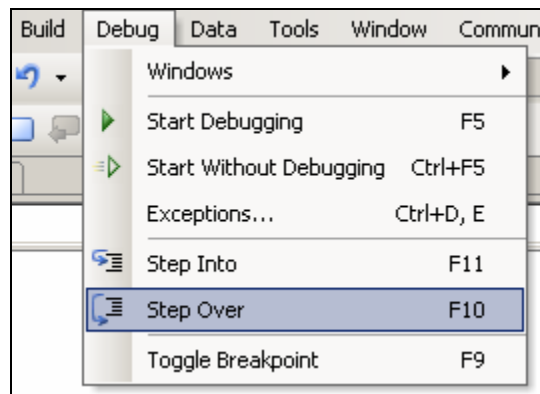 Build Debug Data Tools Window Commun
Windows
Start Debugging F5
Start Without Debugging Ctrl+F5
Exceptions... Ctrl+D, E
Step Into F11
Step Over F10
Toggle Breakpoint F9